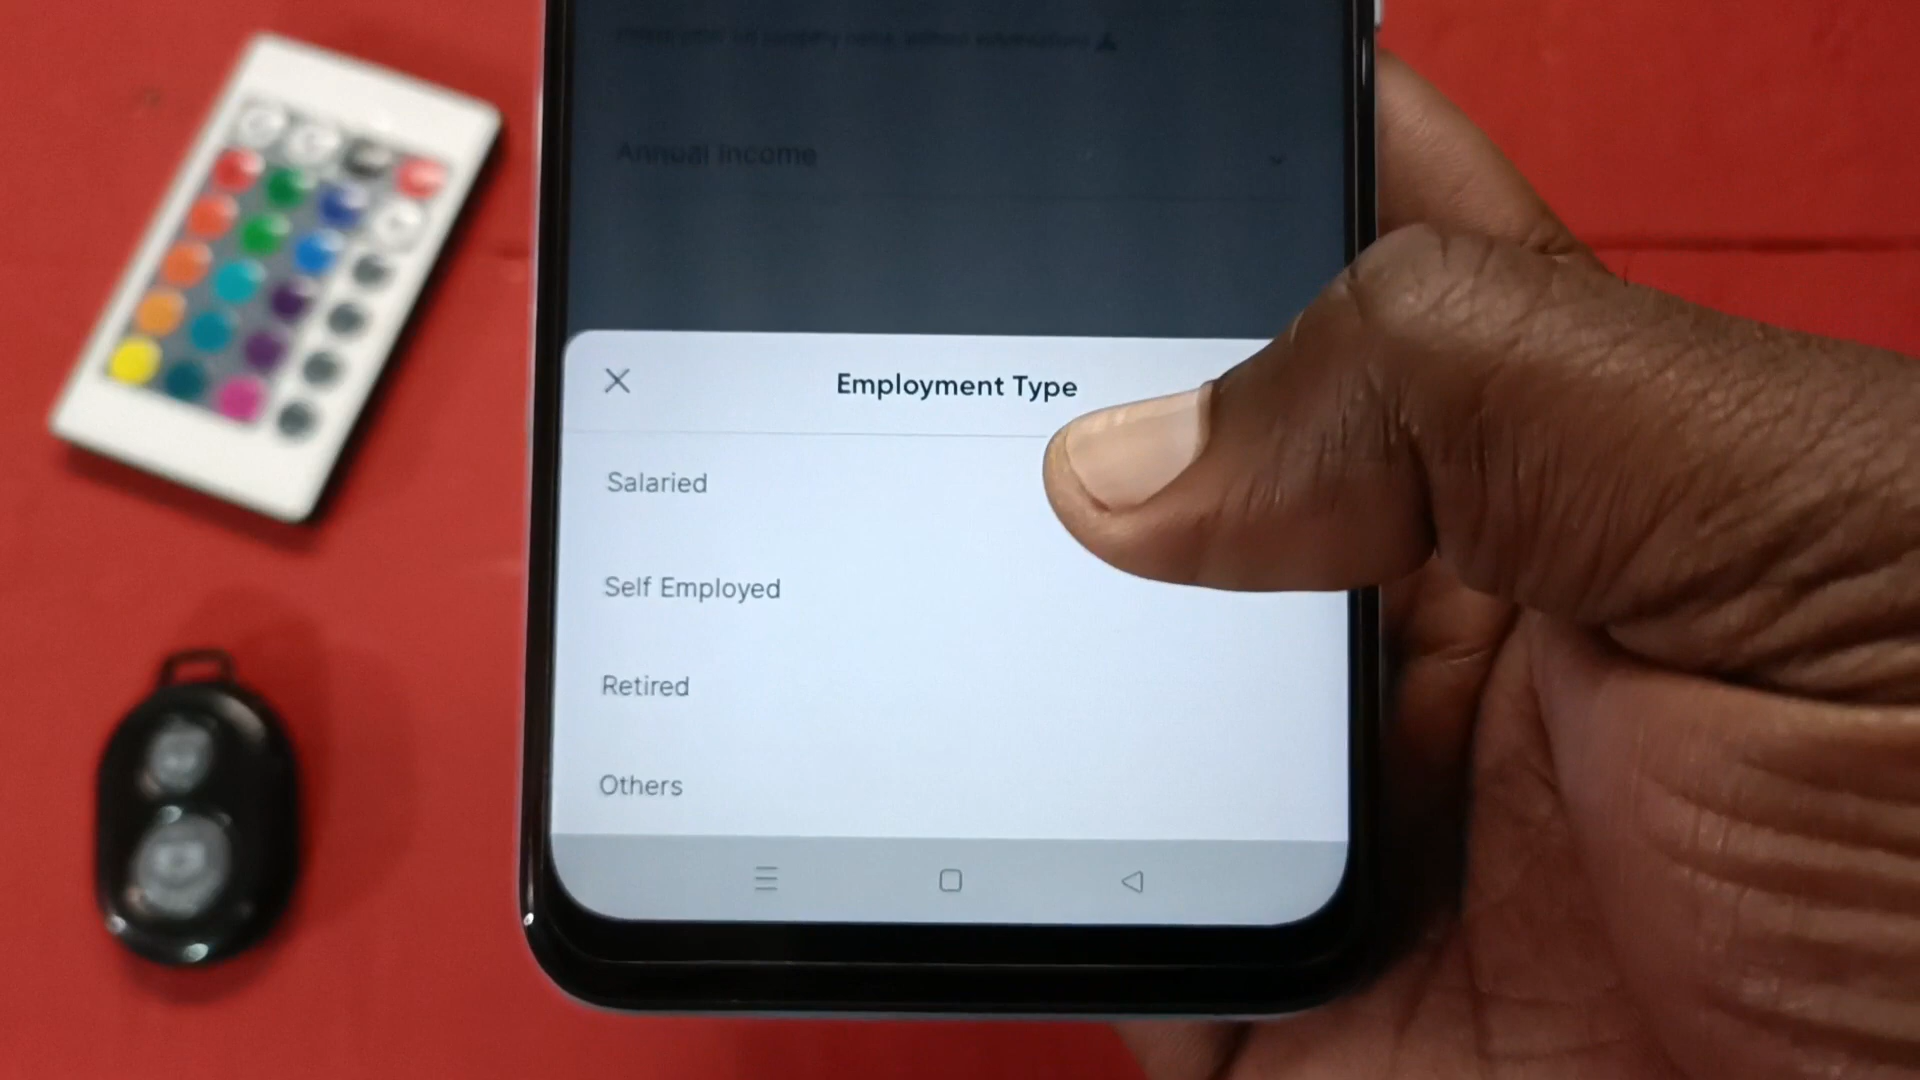 Annual Income
Employment Type
Salaried
Self Employed
Retired
Others